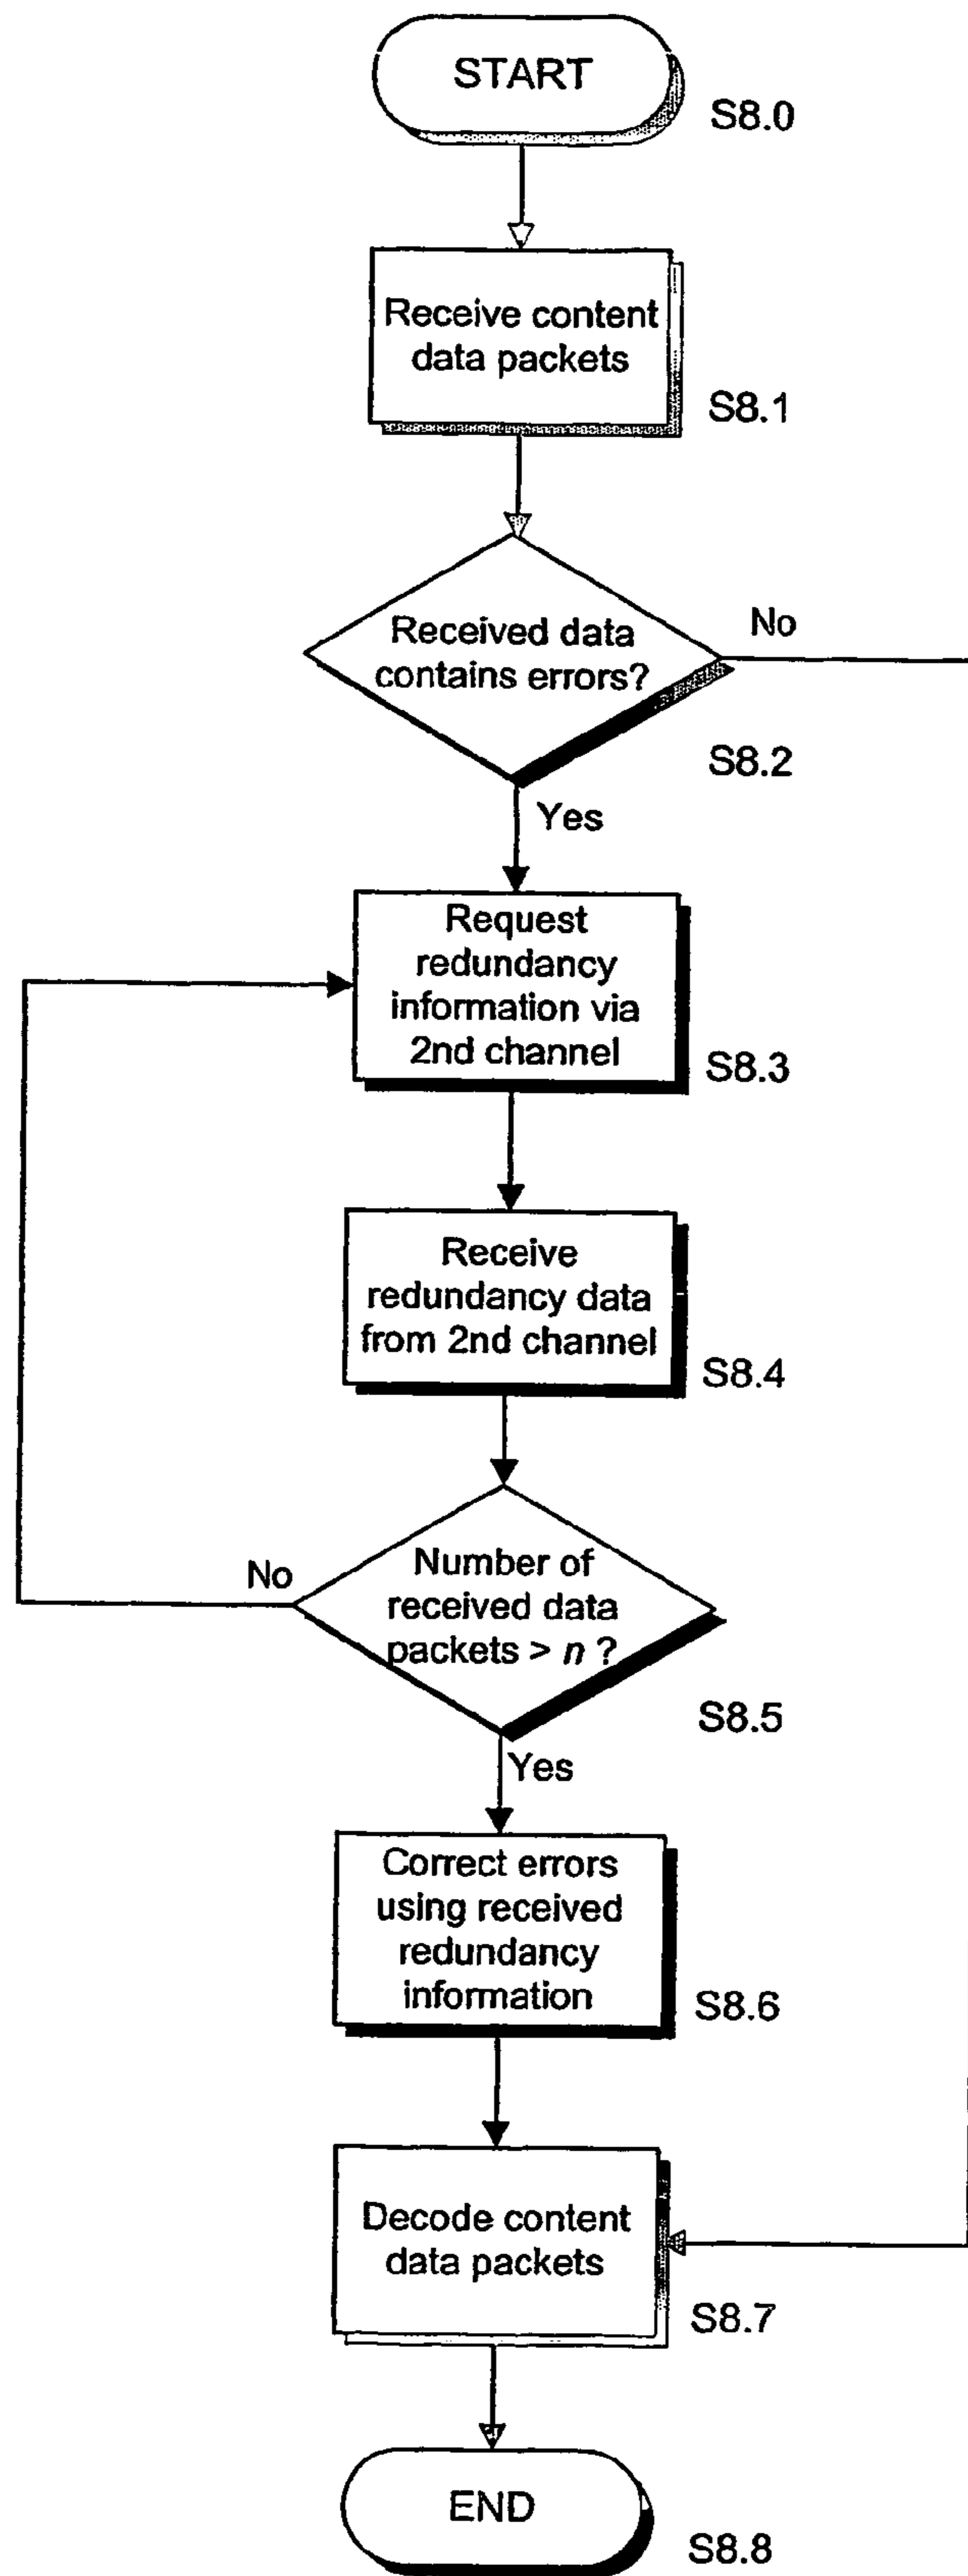 START
S8.0
Receive content
data packets
S8.1
Received data
contains errors?
No
S8.2
Yes
Request
redundancy
information via
2nd channel
S8.3
Receive
redundancy data
from 2nd channel
S8.4
No
Number of
received data
packets > n ?
S8.5
Yes
Correct errors
using received
redundancy
information
S8.6
Decode content
data packets
S8.7
END
S8.8